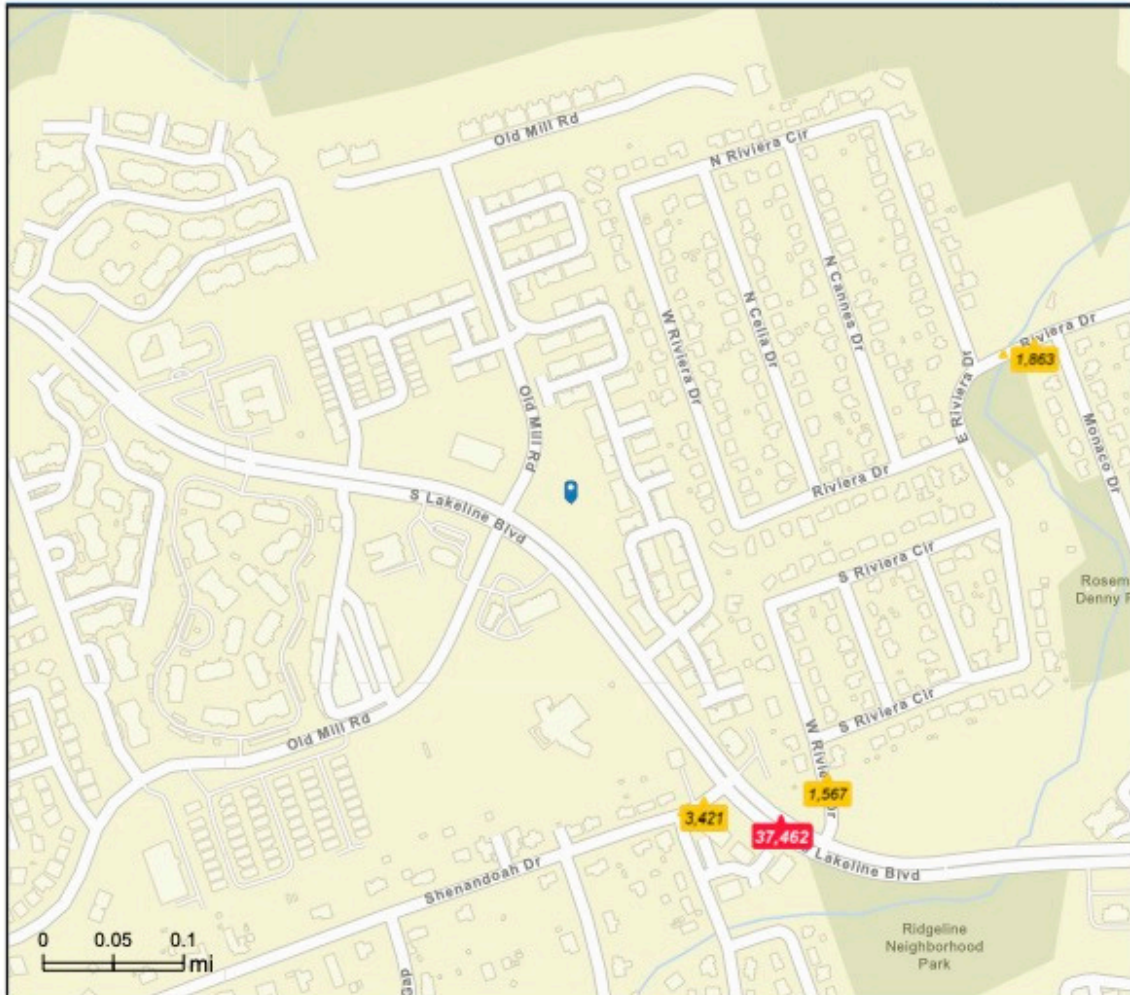 Old Mill Rd
N Riviera Cir
N Cannes Dr
N Celia Dr
W Riviera Dr
Riviera Dr
1,863
E Riviera Dr
Monaco Dr
Old Mill Rd
Riviera Dr
S Lakeline Blvd
S Riviera Cir
Denny
S Riviera Cir
Old Mill Rd
W
Dr
1,567
3,421
37,462
Lakeline Blvd
Shenandoah Dr
Ridgeline
Neighborhood
Park
0 0.05 0.1
mi